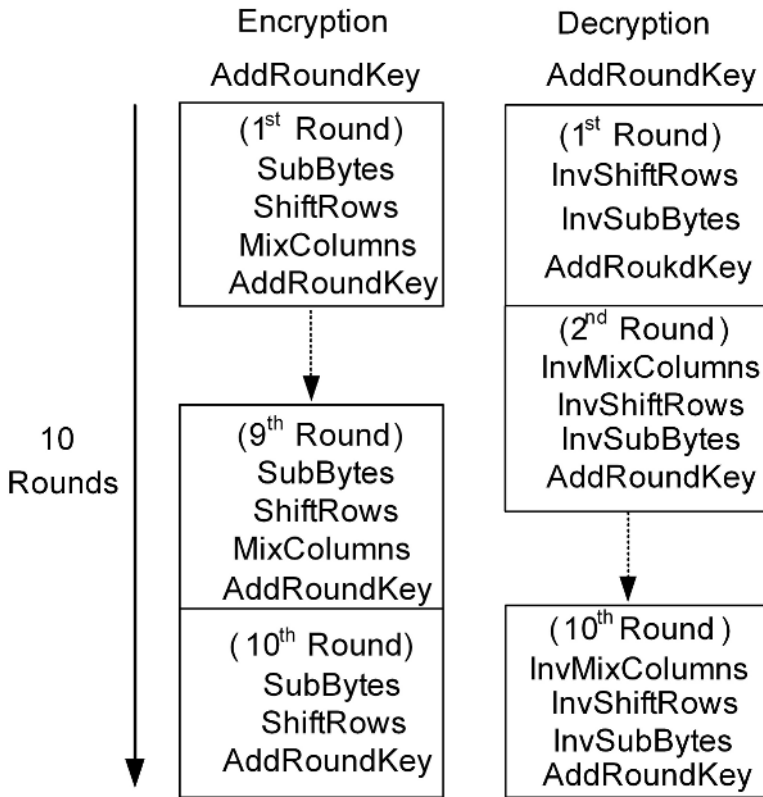 Encryption
AddRoundKey
(1st Round)
SubBytes
ShiftRows
MixColumns
AddRoundKey
(9th Round)
SubBytes
ShiftRows
MixColumns
AddRoundKey
(10th Round)
SubBytes
ShiftRows
AddRoundKey
10
Rounds
Decryption
AddRoundKey
(1st Round)
InvShiftRows
InvSubBytes
AddRoukdKey
(2nd Round)
InvMixColumns
InvShiftRows
InvSubBytes
AddRoundKey
(10th Round)
InvMixColumns
InvShiftRows
InvSubBytes
AddRoundKey